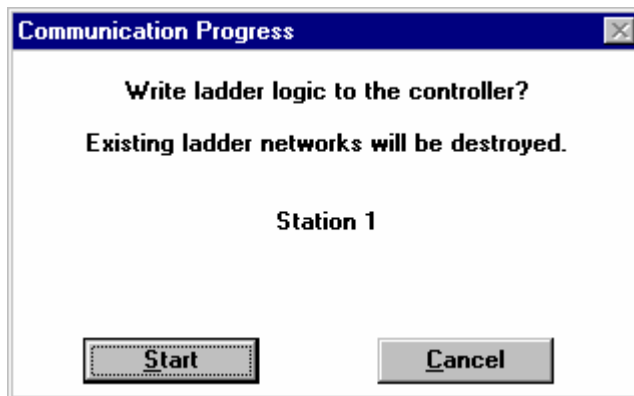 Communication Progress
Write ladder logic to the controller?
Existing ladder networks will be destroyed.
Station 1
Start Cancel